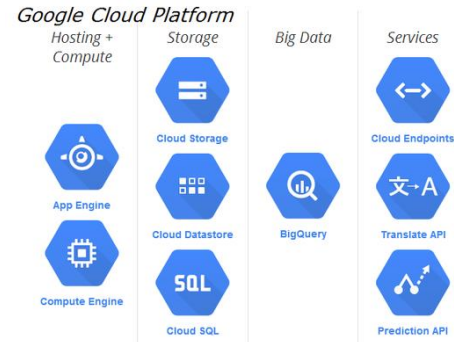 Google Cloud Platform
Hosting +
Compute
Storage
Big Data
Services
App Engine
Compute Engine
Cloud Storage
Cloud Datastore
SQL
Cloud SQL
BigQuery
Cloud Endpoints
文→A
Translate API
Prediction API